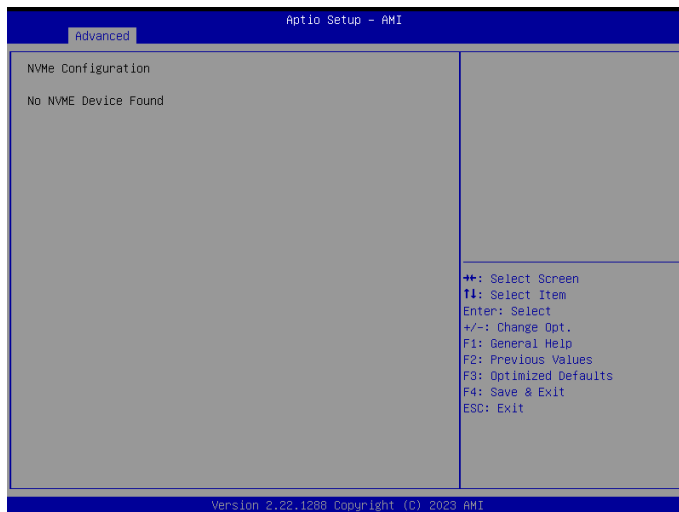 Aptio Setup – AMI
Advanced
NVMe Configuration
No NVME Device Found
→←: Select Screen
↑↓: Select Item
Enter: Select
+/-: Change Opt.
F1: General Help
F2: Previous Values
F3: Optimized Defaults
F4: Save & Exit
ESC: Exit
Version 2.22.1288 Copyright (C) 2023 AMI